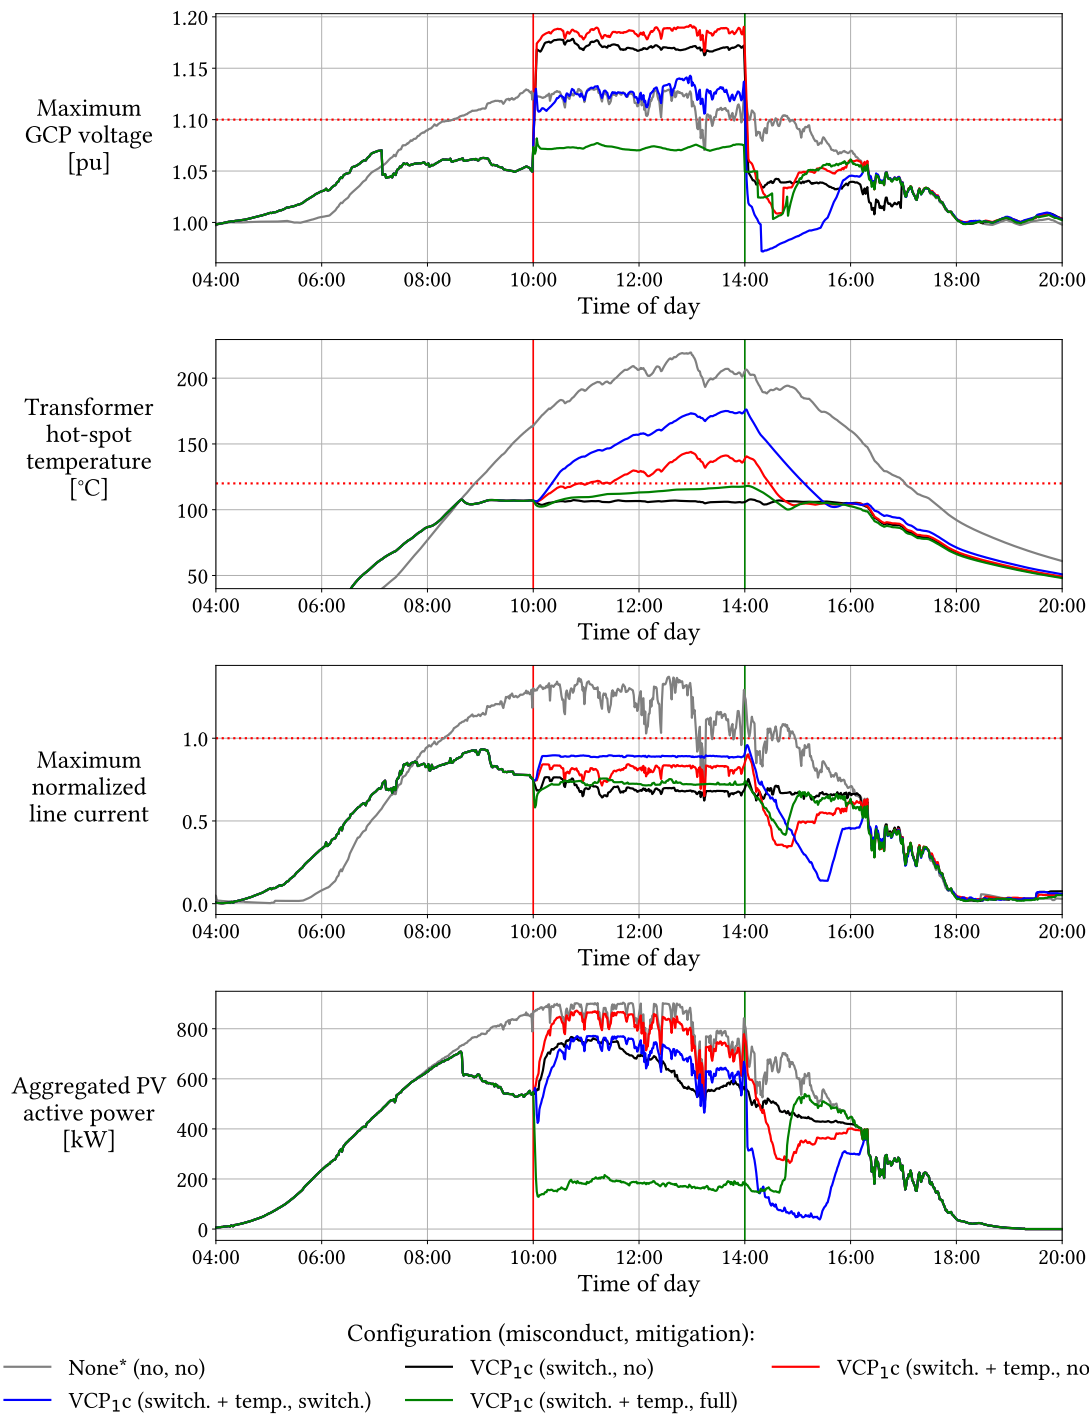 1.20
1.15
1.10
1.05
1.00
Maximum
GCP voltage
[pu]
04:00 06:00 08:00 10:00 12:00 14:00 16:00 18:00 20:00
Time of day
200
150
100
50
Transformer
hot-spot
temperature
[°C]
04:00 06:00 08:00 10:00 12:00 14:00 16:00 18:00 20:00
Time of day
1.0
0.5
0.0
Maximum
normalized
line current
04:00 06:00 08:00 10:00 12:00 14:00 16:00 18:00 20:00
Time of day
800
600
400
200
0
Aggregated PV
active power
[kW]
04:00 06:00 08:00 10:00 12:00 14:00 16:00 18:00 20:00
Time of day
Configuration (misconduct, mitigation):
None* (no, no) VCP₁c (switch., no) VCP₁c (switch. + temp., no
VCP₁c (switch. + temp., switch.) VCP₁c (switch. + temp., full)